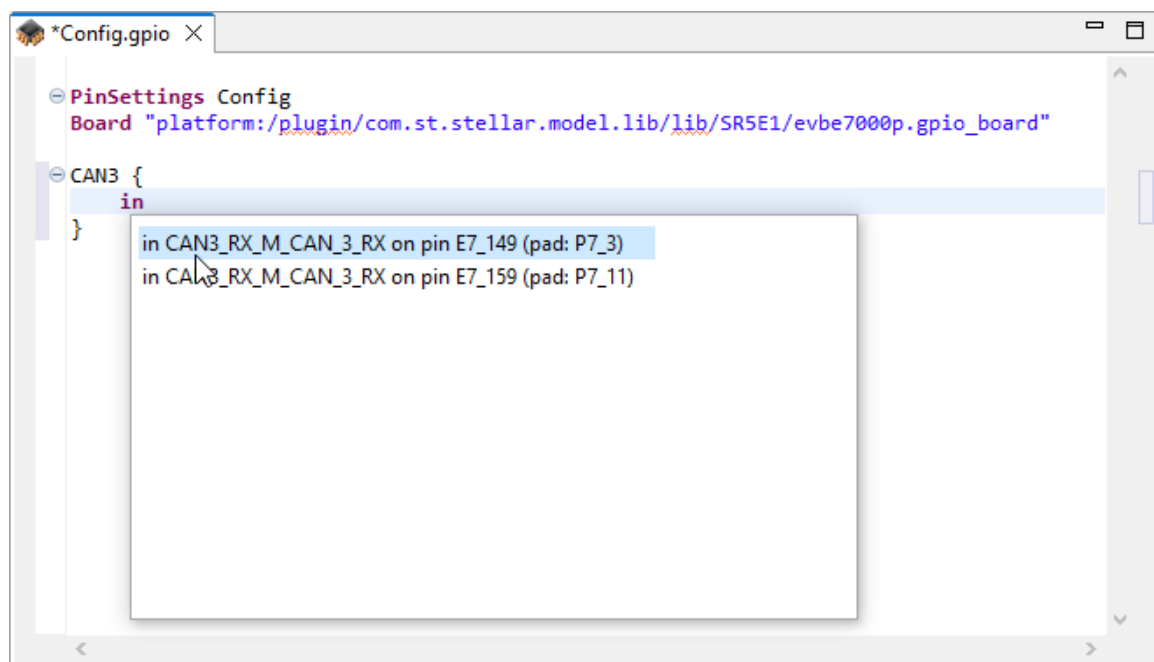 *Config.gpio
PinSettings Config
Board "platform:/plugin/com.st.stellar.model.lib/lib/SR5E1/evbe7000p.gpio_board"
CAN3 {
in
}
in CAN3_RX_M_CAN_3_RX on pin E7_149 (pad: P7_3)
in CAN3_RX_M_CAN_3_RX on pin E7_159 (pad: P7_11)